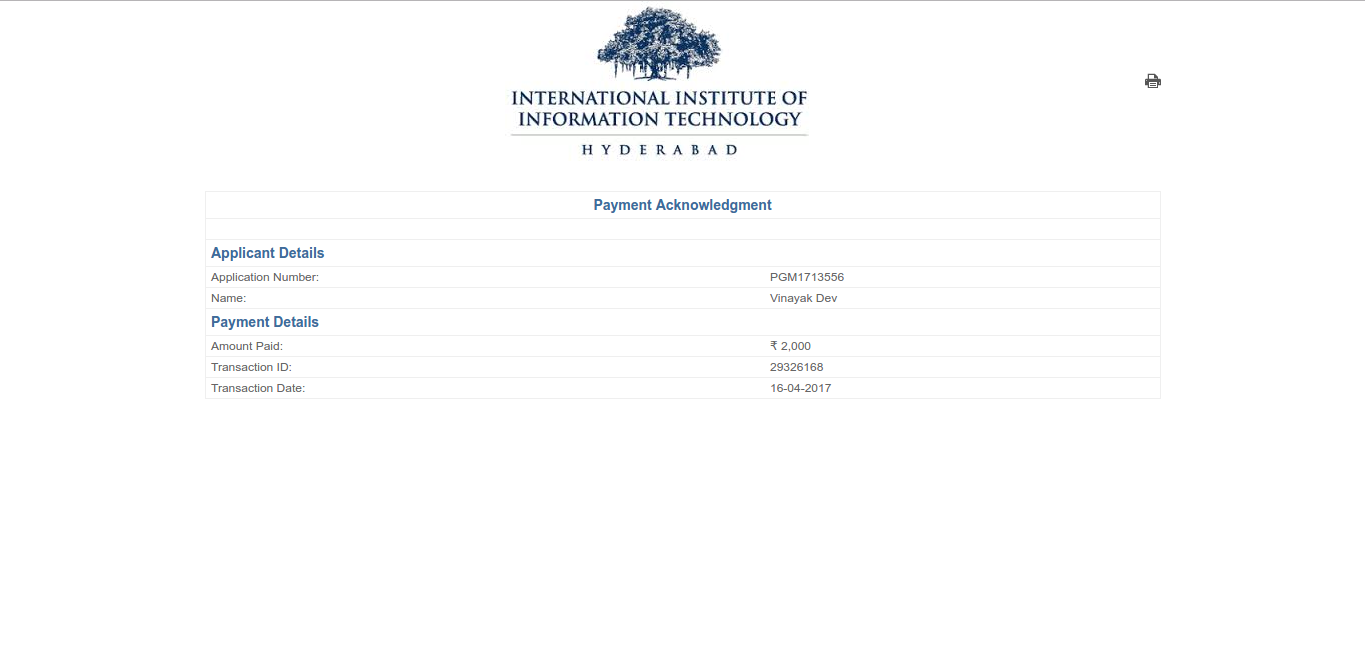 INTERNATIONAL INSTITUTE OF
INFORMATION TECHNOLOGY
HYDERABAD
Payment Acknowledgment
Applicant Details
Application Number: PGM1713556
Name: Vinayak Dev
Payment Details
Amount Paid: ₹ 2,000
Transaction ID: 29326168
Transaction Date: 16-04-2017